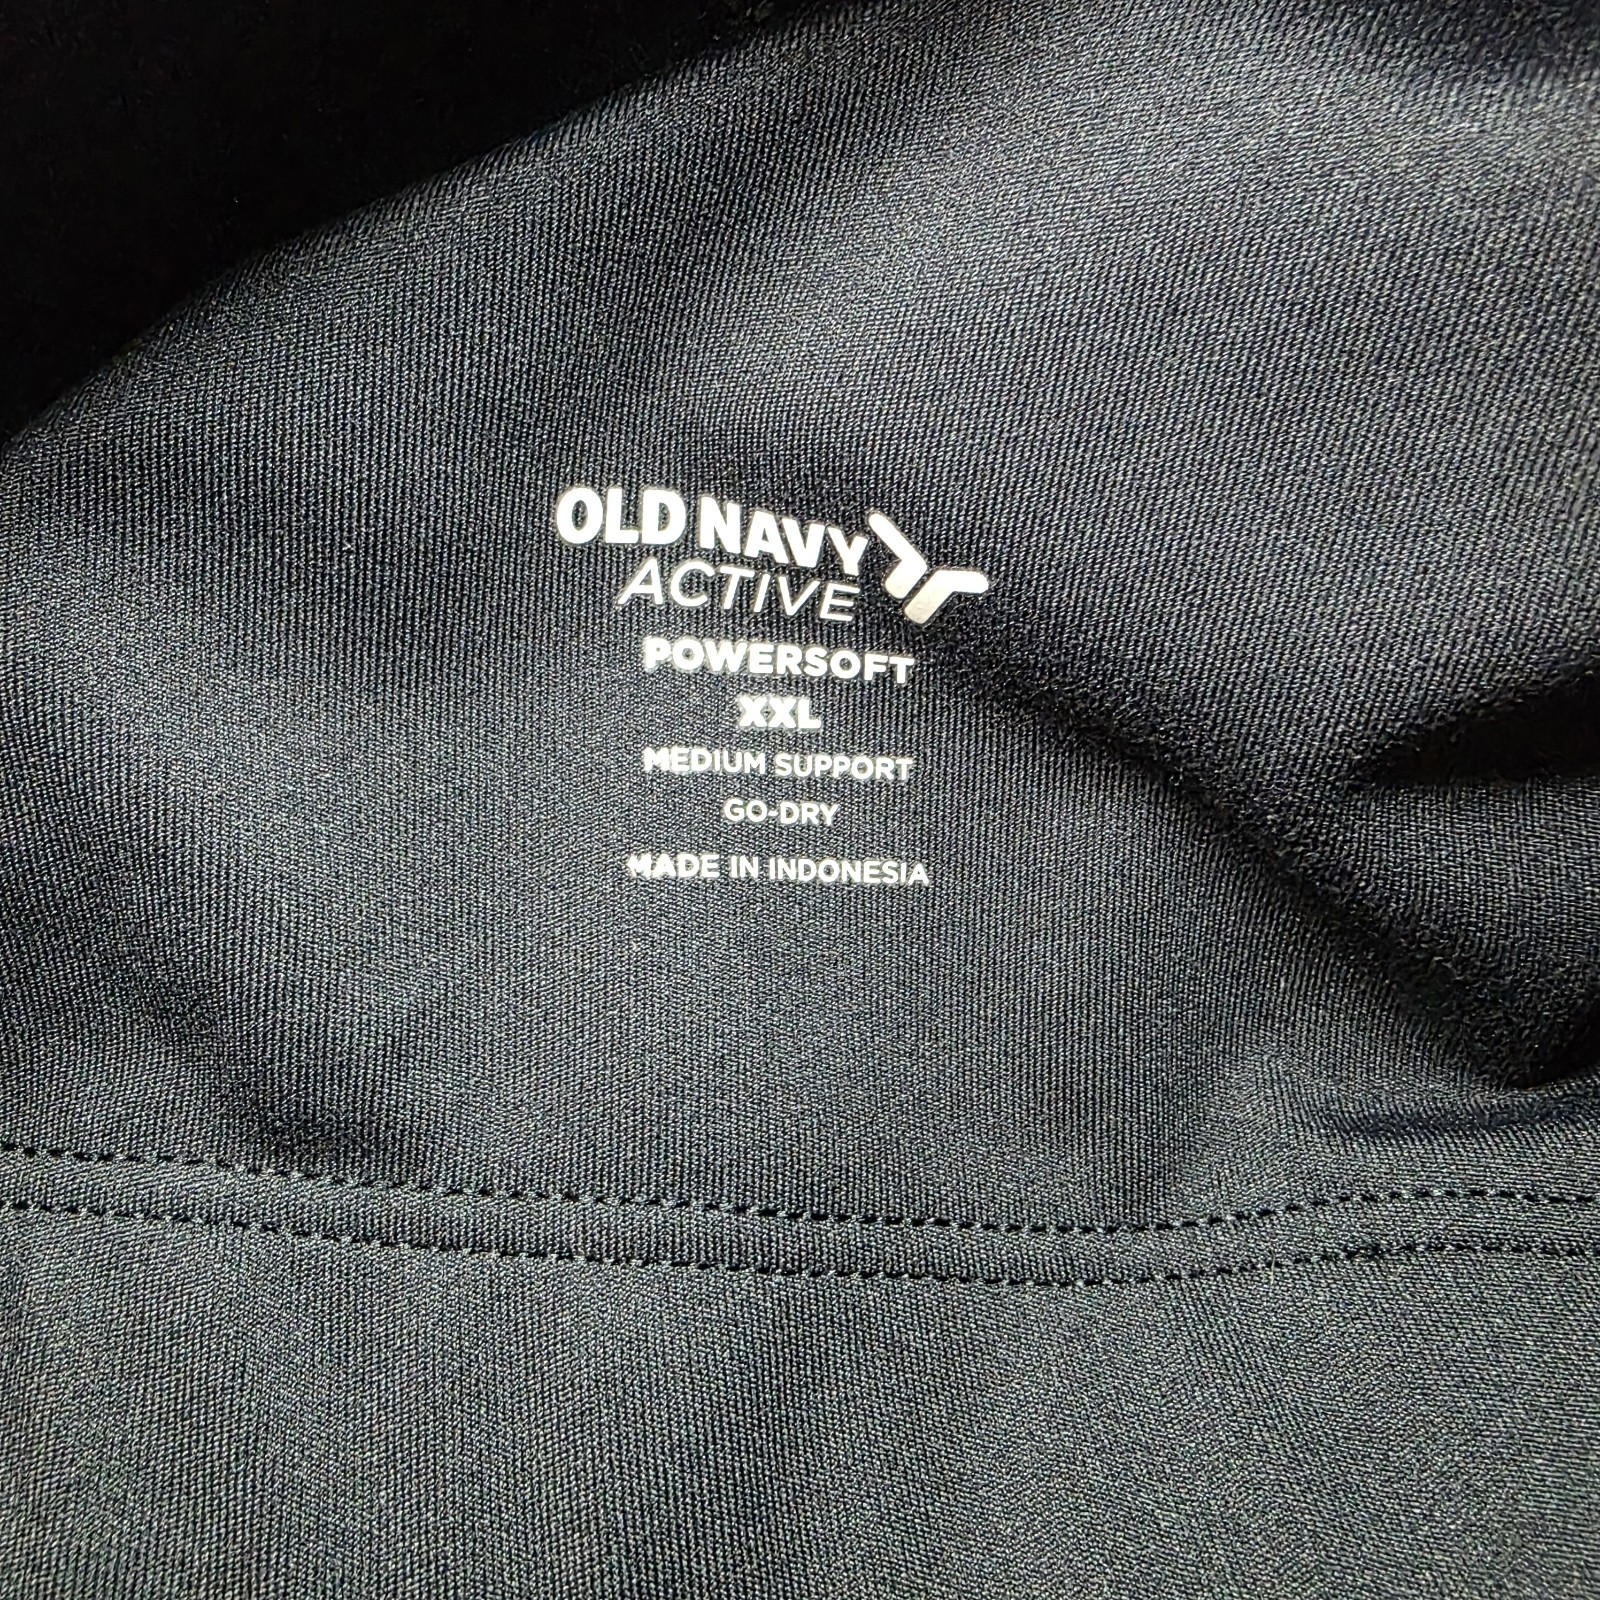 OLD NAVY
ACTIVE
POWERSOFT
XXL
MEDIUM SUPPORT
GO-DRY
MADE IN INDONESIA